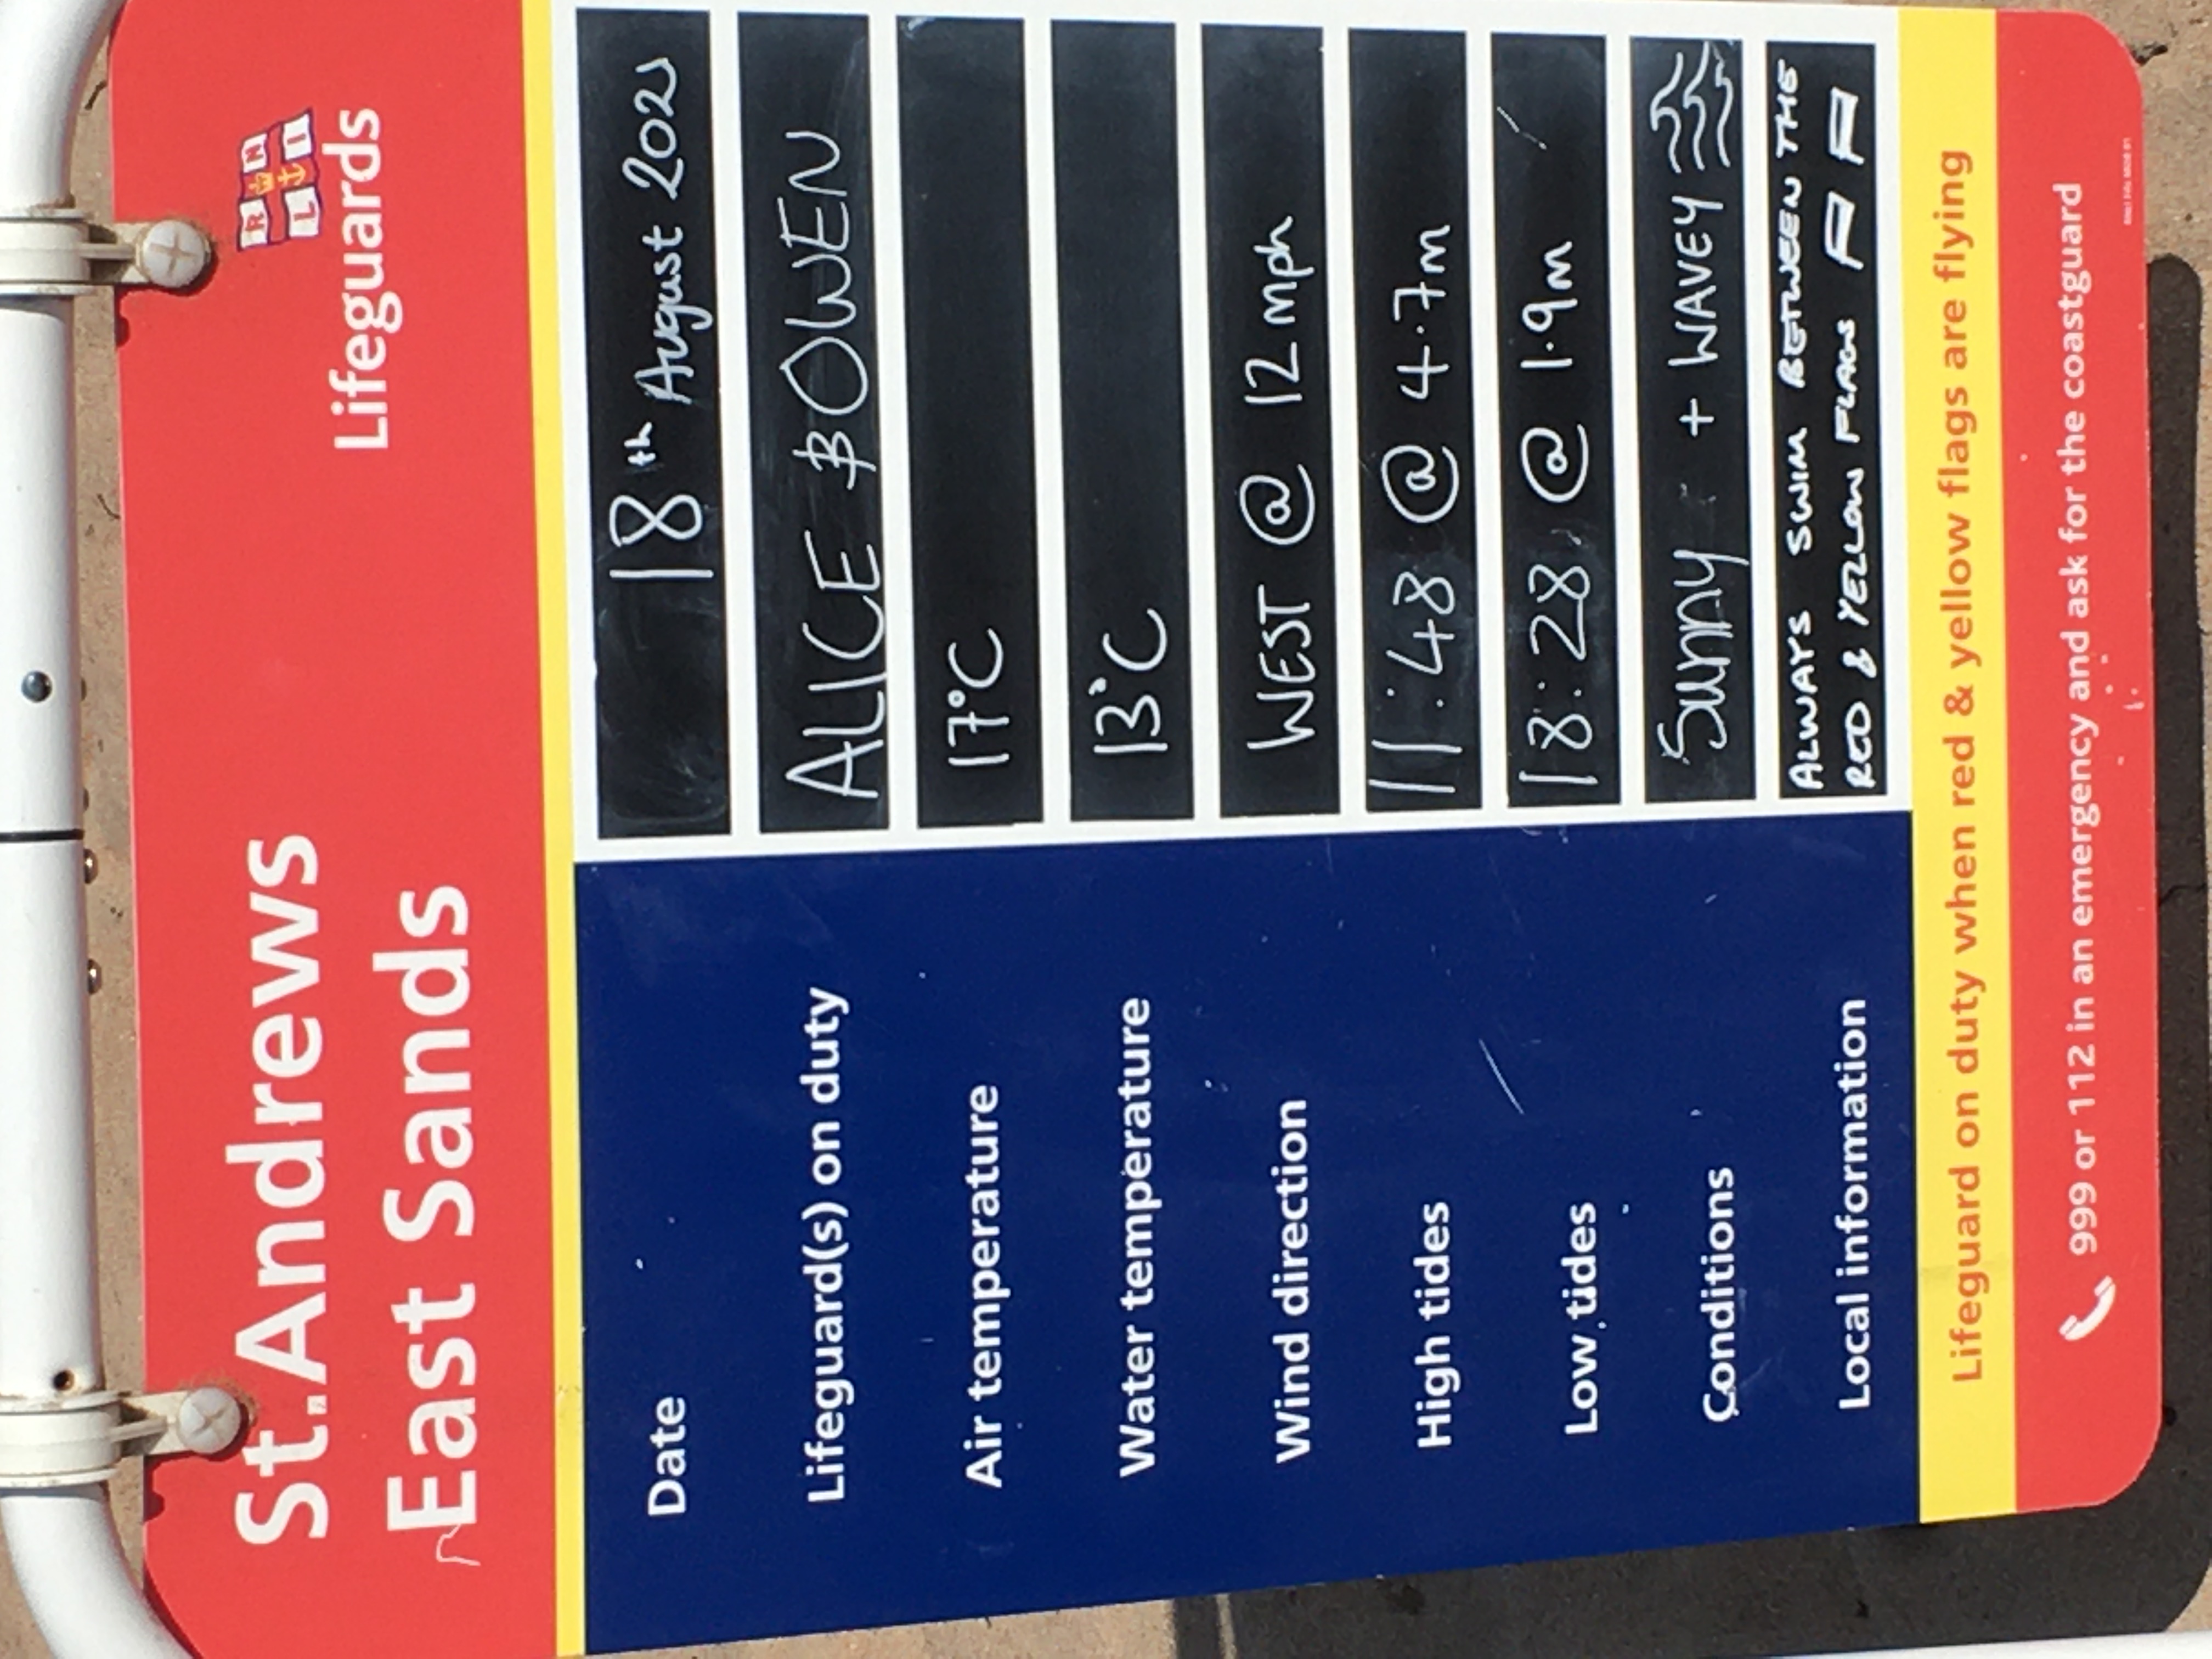 St.Andrews
East Sands
R N
L I
Lifeguards
Date 18th August 2021
Lifeguard(s) on duty ALICE & OWEN
Air temperature 17°C
Water temperature 13°C
Wind direction WEST @ 12 mph
High tides 11:48 @ 4.7m
Low tides 18:28 @ 1.9m
Conditions Sunny + WAVEY
Local information ALWAYS SWIM BETWEEN THE
RED & YELLOW FLAGS
Lifeguard on duty when red & yellow flags are flying
999 or 112 in an emergency and ask for the coastguard